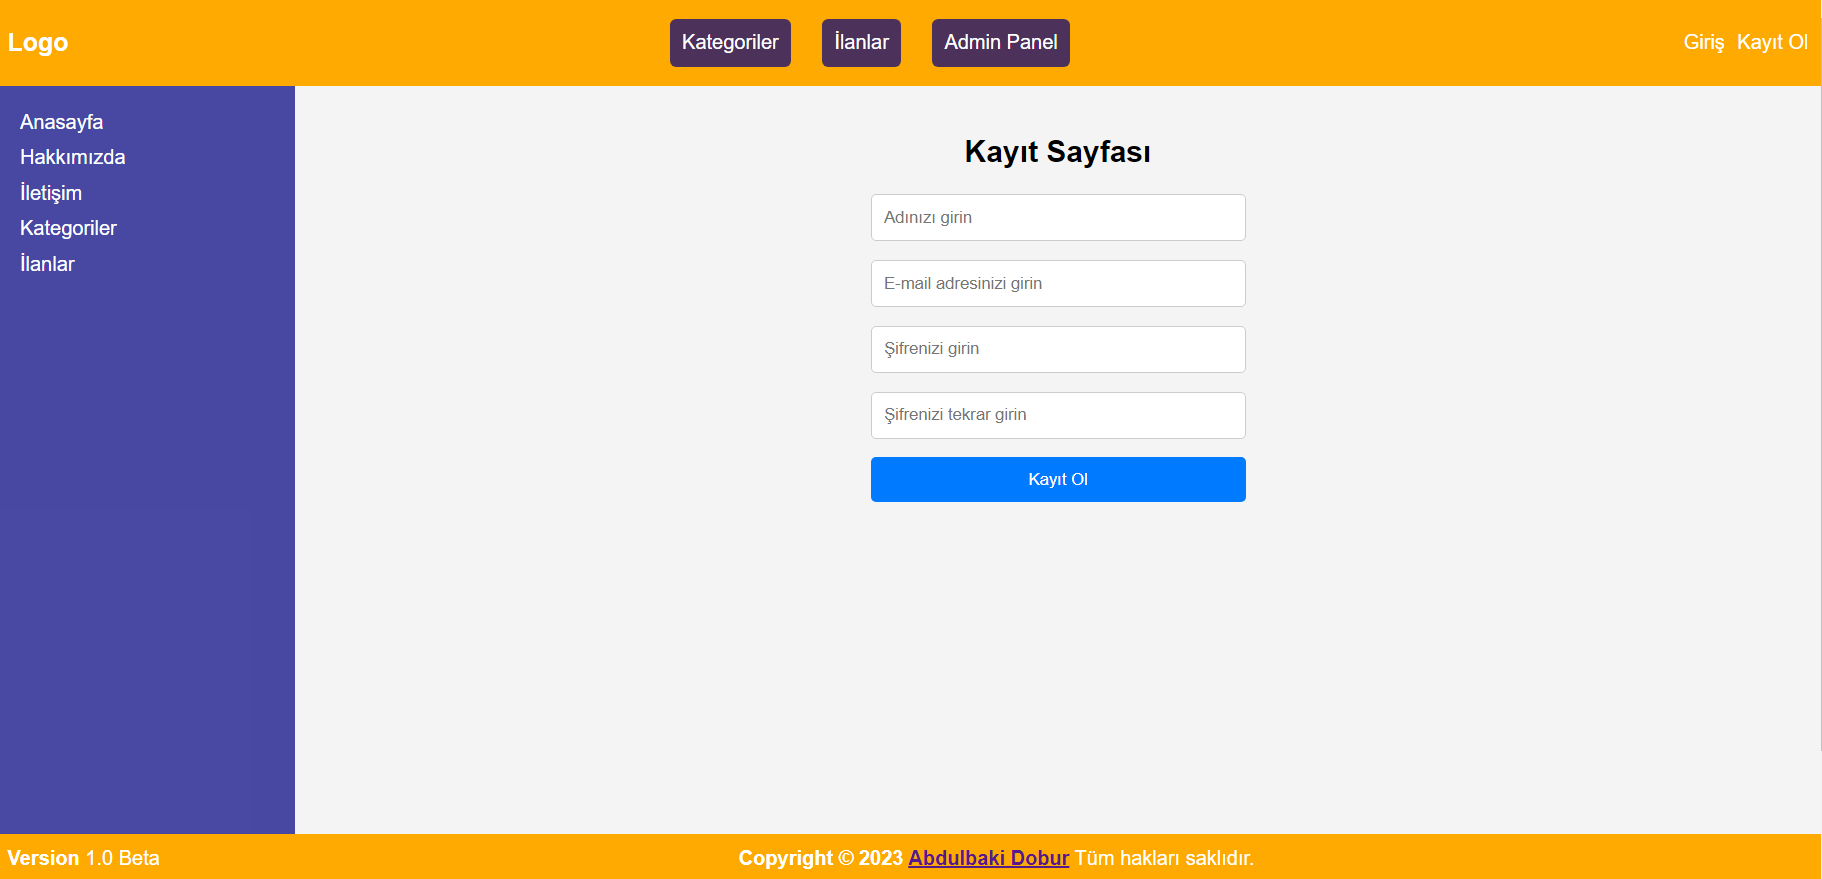 Logo
Kategoriler İlanlar Admin Panel
Giriş Kayıt Ol
Anasayfa
Hakkımızda
İletişim
Kategoriler
İlanlar
Kayıt Sayfası
Adınızı girin
E-mail adresinizi girin
Şifrenizi girin
Şifrenizi tekrar girin
Kayıt Ol
Version 1.0 Beta
Copyright © 2023 Abdulbaki Dobur Tüm hakları saklıdır.